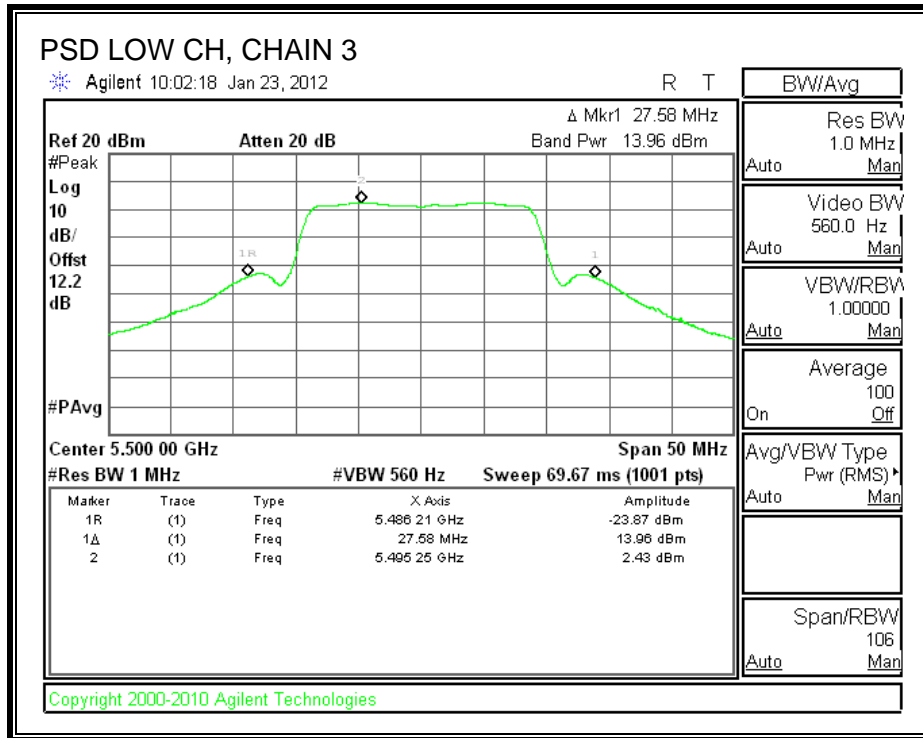 PSD LOW CH, CHAIN 3
Agilent 10:02:18 Jan 23, 2012 R T
Δ Mkr1 27.58 MHz
Ref 20 dBm Atten 20 dB Band Pwr 13.96 dBm
#Peak
Log
10
dB/
Offst
12.2
dB
2
1R
1
#PAvg
Center 5.500 00 GHz Span 50 MHz
#Res BW 1 MHz #VBW 560 Hz Sweep 69.67 ms (1001 pts)
Marker Trace Type X Axis Amplitude
1R (1) Freq 5.486 21 GHz -23.87 dBm
1Δ (1) Freq 27.58 MHz 13.96 dBm
2 (1) Freq 5.495 25 GHz 2.43 dBm
BW/Avg
Res BW
1.0 MHz
Auto Man
Video BW
560.0 Hz
Auto Man
VBW/RBW
1.00000
Auto Man
Average
100
On Off
Avg/VBW Type
Pwr (RMS)
Auto Man
Span/RBW
106
Auto Man
Copyright 2000-2010 Agilent Technologies